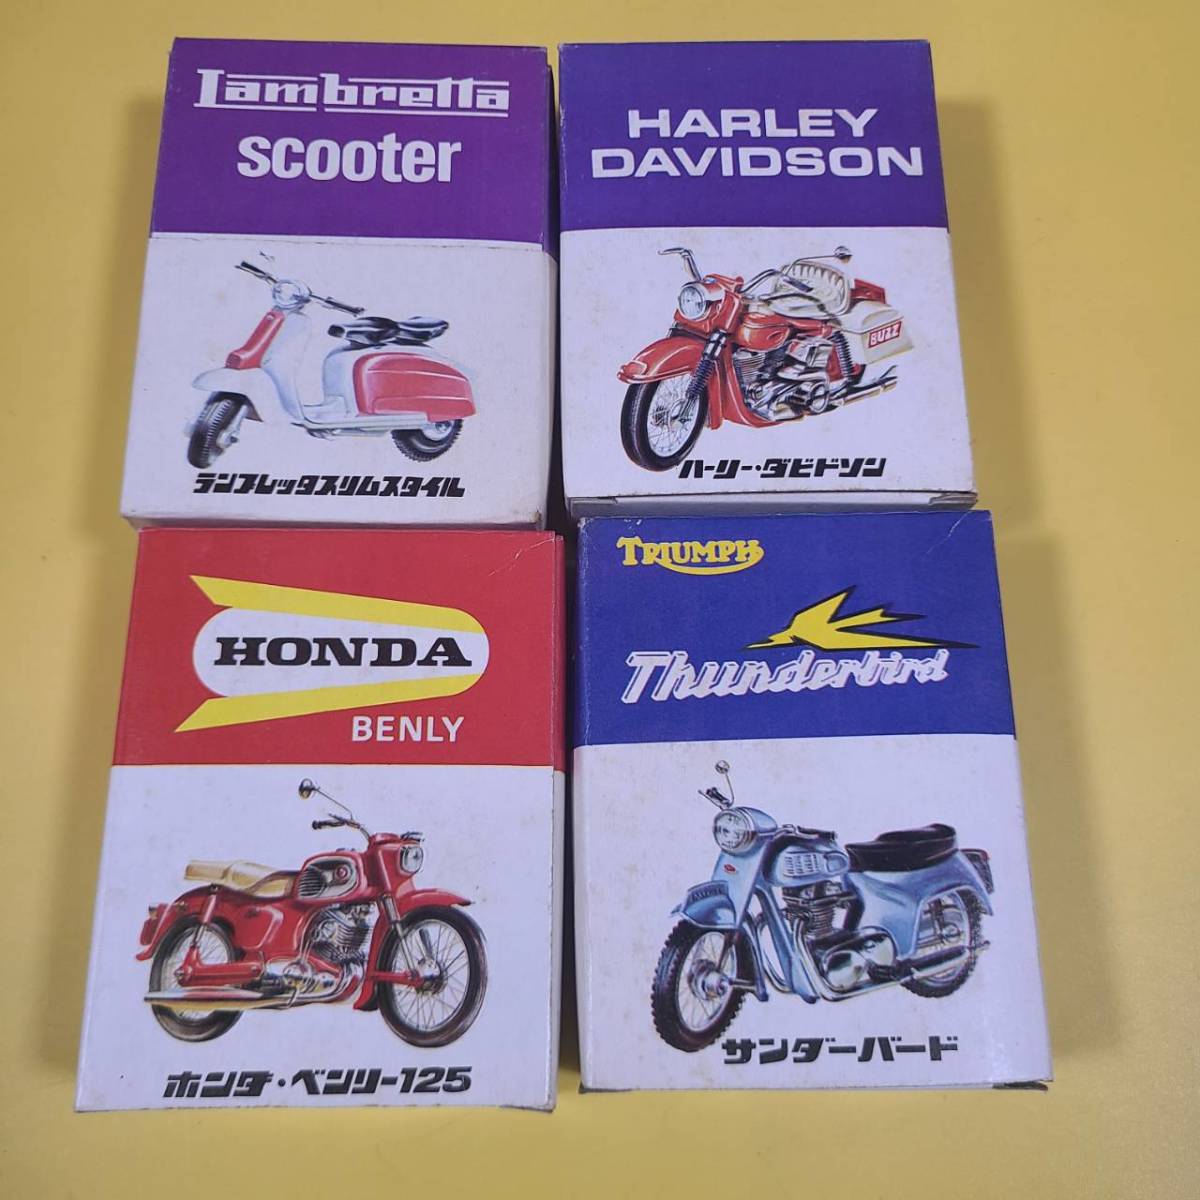 Lambretta
scooter
ランブレッタスリムスタイル
HARLEY
DAVIDSON
BUZZ
ハーリー・ダビドソン
HONDA
BENLY
ホンダ・ベンリー125
TRIUMPH
Thunderbird
サンダーバード